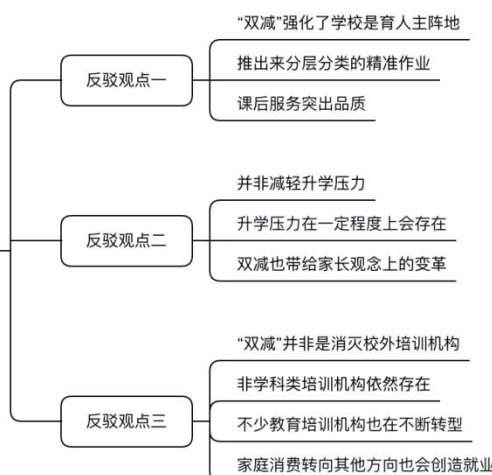 反驳观点一
“双减”强化了学校是育人主阵地
推出来分层分类的精准作业
课后服务突出品质
反驳观点二
并非减轻升学压力
升学压力在一定程度上会存在
双减也带给家长观念上的变革
反驳观点三
“双减”并非是消灭校外培训机构
非学科类培训机构依然存在
不少教育培训机构也在不断转型
家庭消费转向其他方向也会创造就业